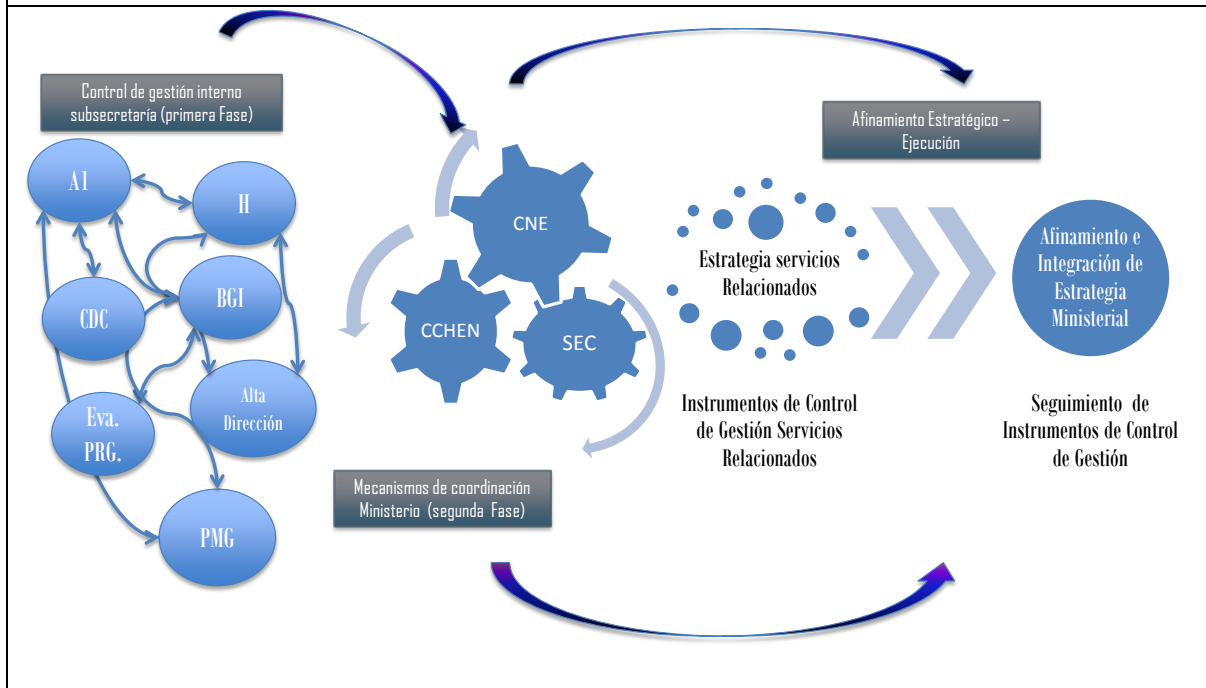 Control de gestión interno
subsecretaría (primera Fase)
Afinamiento Estratégico –
Ejecución
AI
H
CDC
BGI
Eva.
PRG.
Alta
Dirección
PMG
CNE
CCHEN
SEC
Mecanismos de coordinación
Ministerio (segunda Fase)
Estrategia servicios
Relacionados
Instrumentos de Control
de Gestión Servicios
Relacionados
Afinamiento e
Integración de
Estrategia
Ministerial
Seguimiento de
Instrumentos de Control
de Gestión